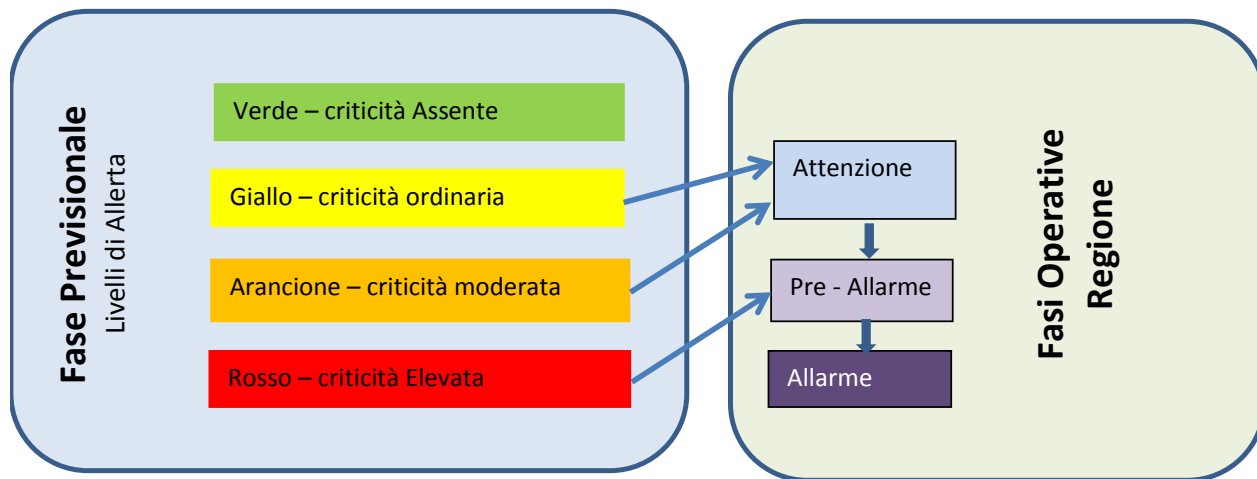 Fase Previsionale
Livelli di Allerta
Verde – criticità Assente
Giallo – criticità ordinaria
Arancione – criticità moderata
Rosso – criticità Elevata
Attenzione
Pre - Allarme
Allarme
Fasi Operative
Regione